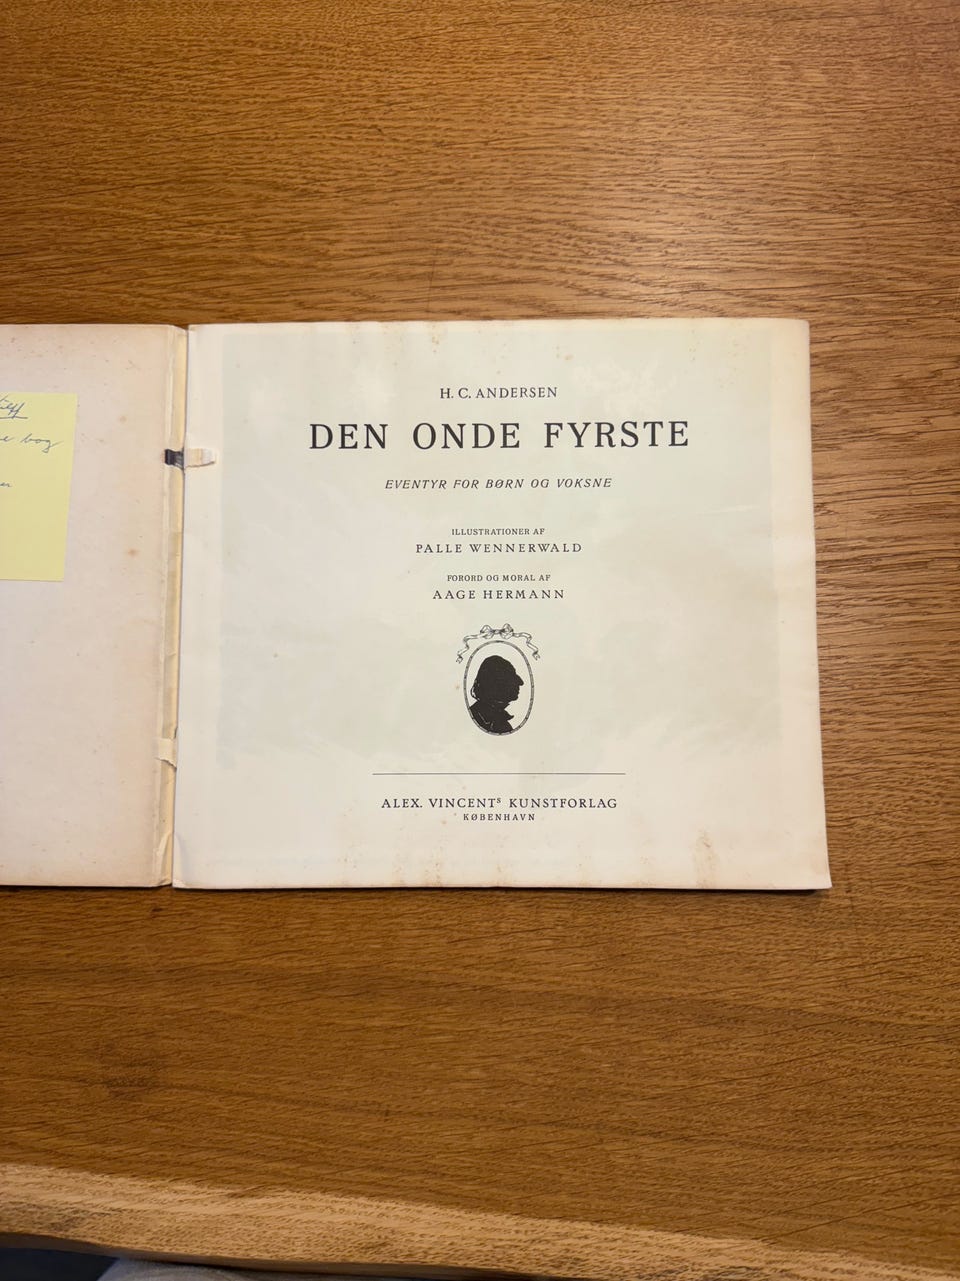 bog
H. C. ANDERSEN
DEN ONDE FYRSTE
EVENTYR FOR BØRN OG VOKSNE
ILLUSTRATIONER AF
PALLE WENNERWALD
FORORD OG MORAL AF
AAGE HERMANN
ALEX. VINCENTS KUNSTFORLAG
KØBENHAVN